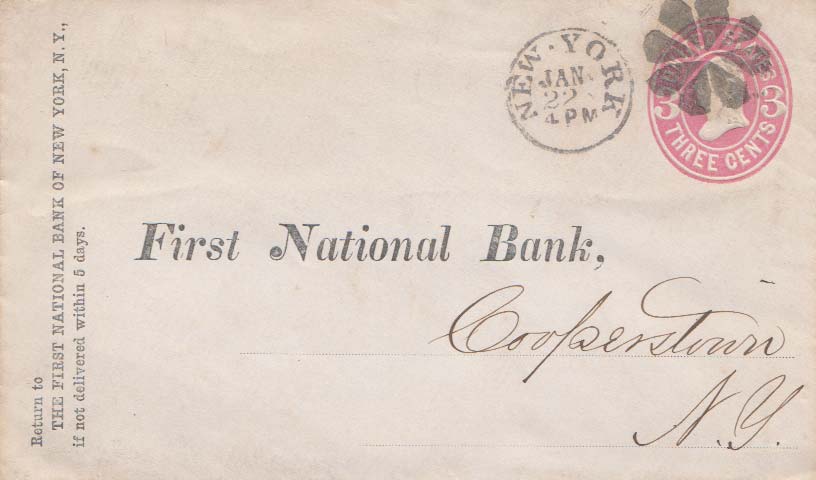 Return to
THE FIRST NATIONAL BANK OF NEW YORK, N. Y.,
if not delivered within 5 days.
NEW · YORK
JAN.
22
4 PM
3 3
THREE CENTS
First National Bank,
Cooperstown
N.Y.